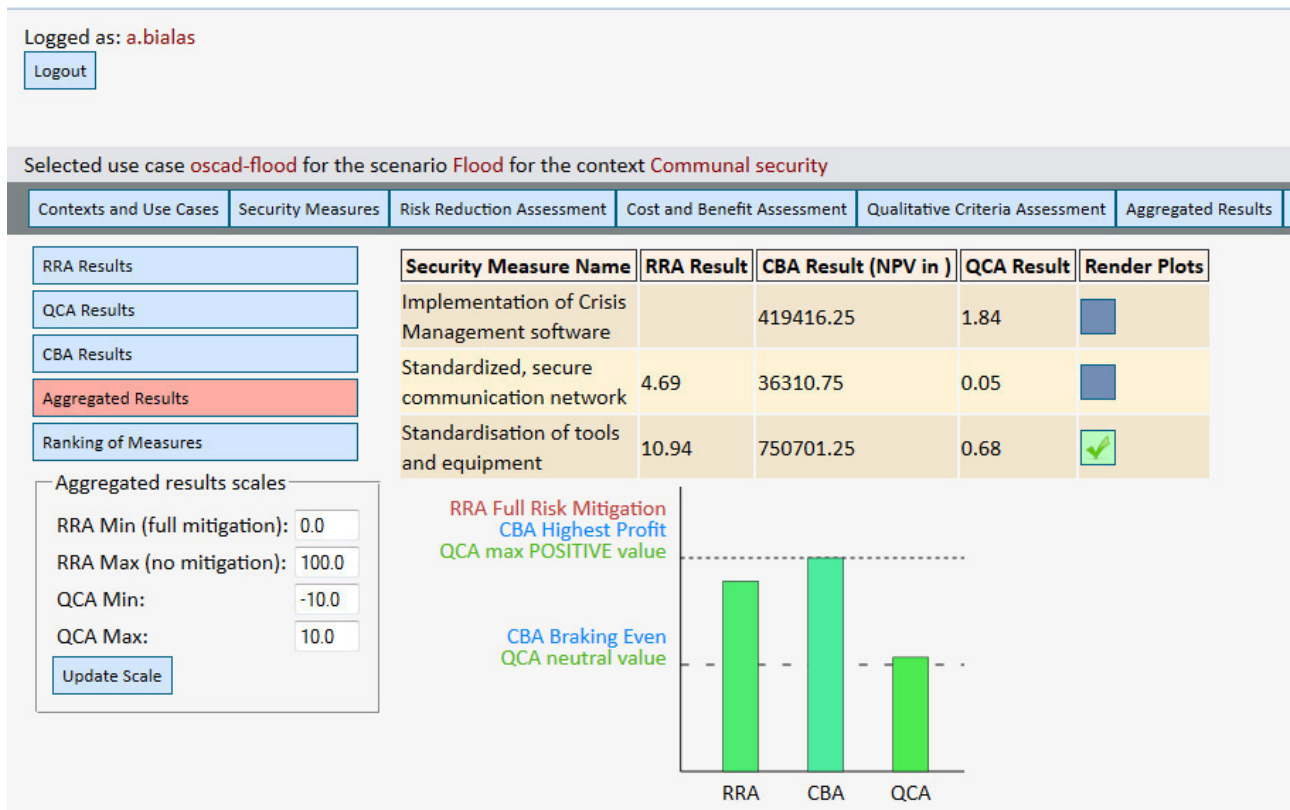 Logged as: a.bialas
Logout
Selected use case oscad-flood for the scenario Flood for the context Communal security
Contexts and Use Cases Security Measures Risk Reduction Assessment Cost and Benefit Assessment Qualitative Criteria Assessment Aggregated Results
RRA Results
QCA Results
CBA Results
Aggregated Results
Ranking of Measures
Aggregated results scales
RRA Min (full mitigation): 0.0
RRA Max (no mitigation): 100.0
QCA Min: -10.0
QCA Max: 10.0
Update Scale
Security Measure Name RRA Result CBA Result (NPV in ) QCA Result Render Plots
Implementation of Crisis
Management software 419416.25 1.84
Standardized, secure
communication network 4.69 36310.75 0.05
Standardisation of tools
and equipment 10.94 750701.25 0.68
RRA Full Risk Mitigation
CBA Highest Profit
QCA max POSITIVE value
CBA Braking Even
QCA neutral value
RRA CBA QCA